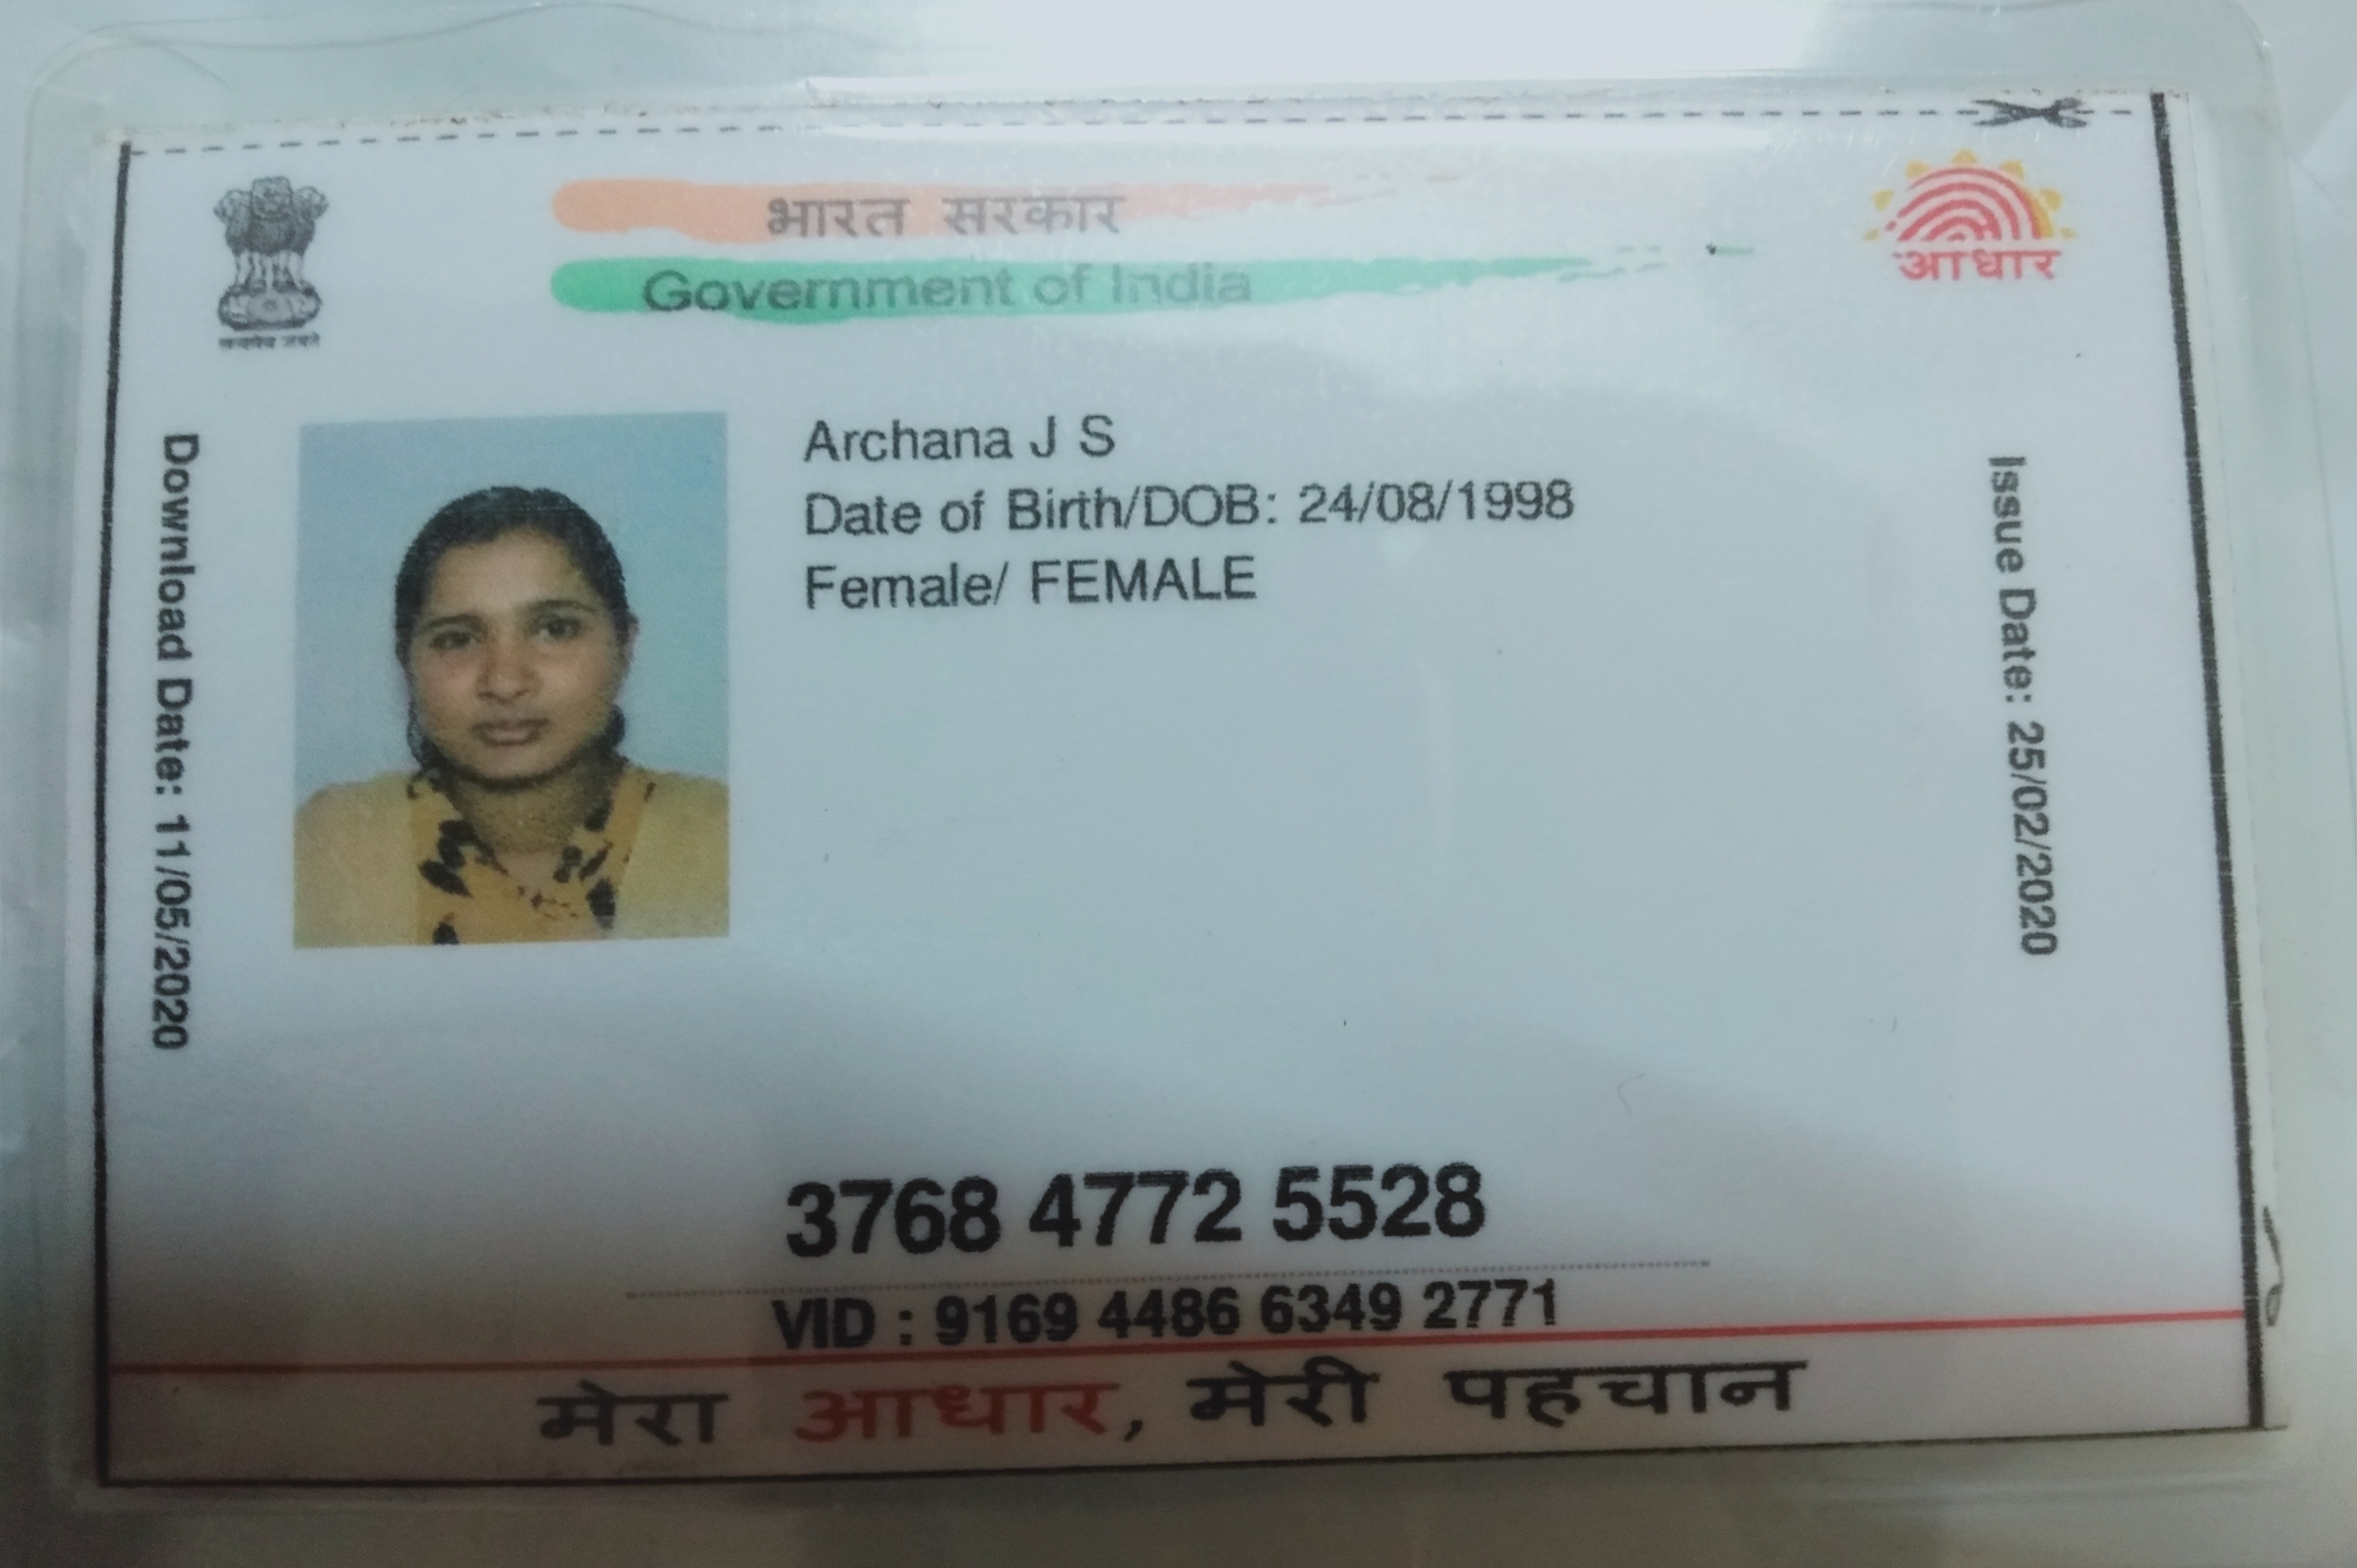 भारत सरकार
Government of India
आधार
सत्यमेव जयते
Download Date: 11/05/2020
Archana J S
Date of Birth/DOB: 24/08/1998
Female/ FEMALE
Issue Date: 25/02/2020
3768 4772 5528
VID : 9169 4486 6349 2771
मेरा आधार, मेरी पहचान